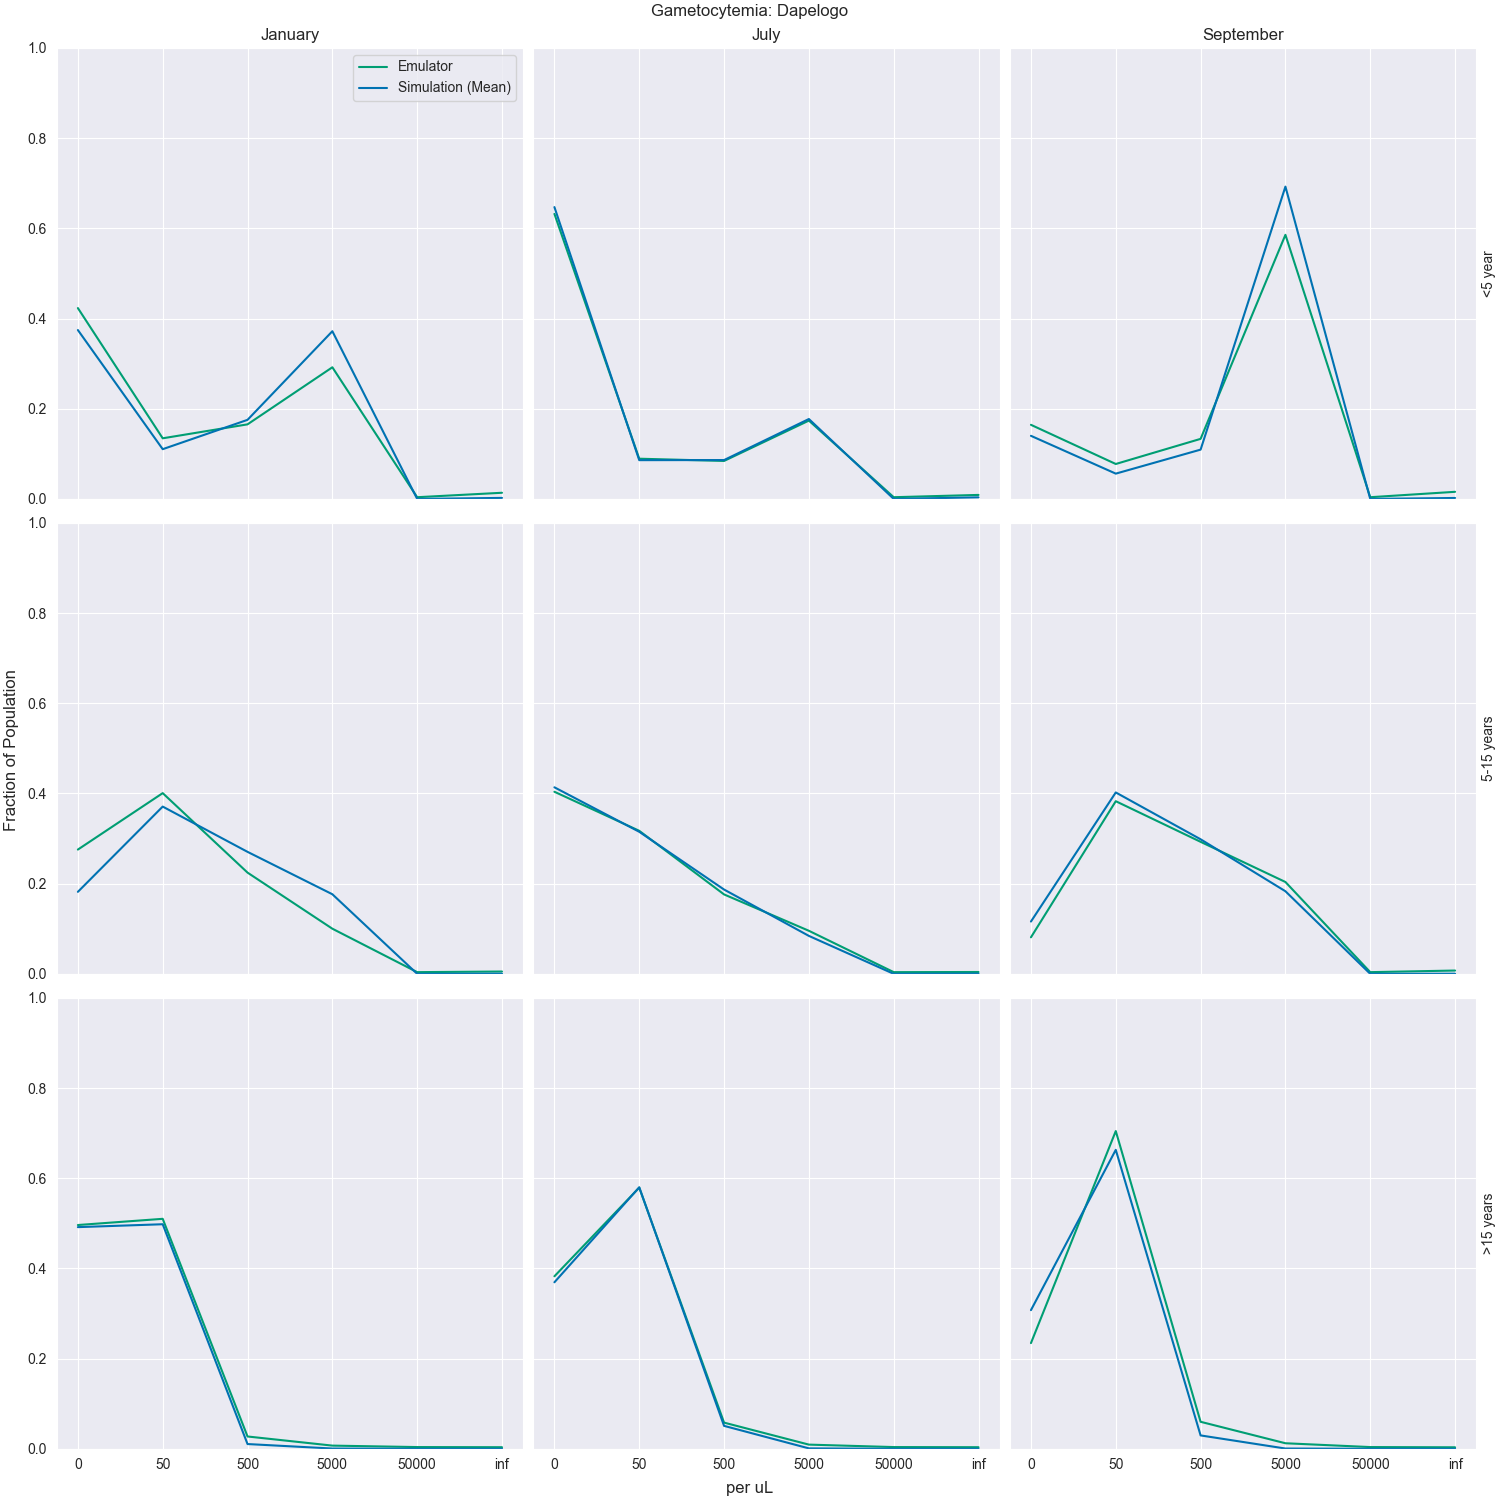 Gametocytemia: Dapelogo
January
July
September
Emulator
Simulation (Mean)
1.0
0.8
0.6
0.4
0.2
0.0
<5 year
1.0
0.8
0.6
0.4
0.2
0.0
5-15 years
Fraction of Population
1.0
0.8
0.6
0.4
0.2
0.0
>15 years
0 50 500 5000 50000 inf
0 50 500 5000 50000 inf
0 50 500 5000 50000 inf
per uL